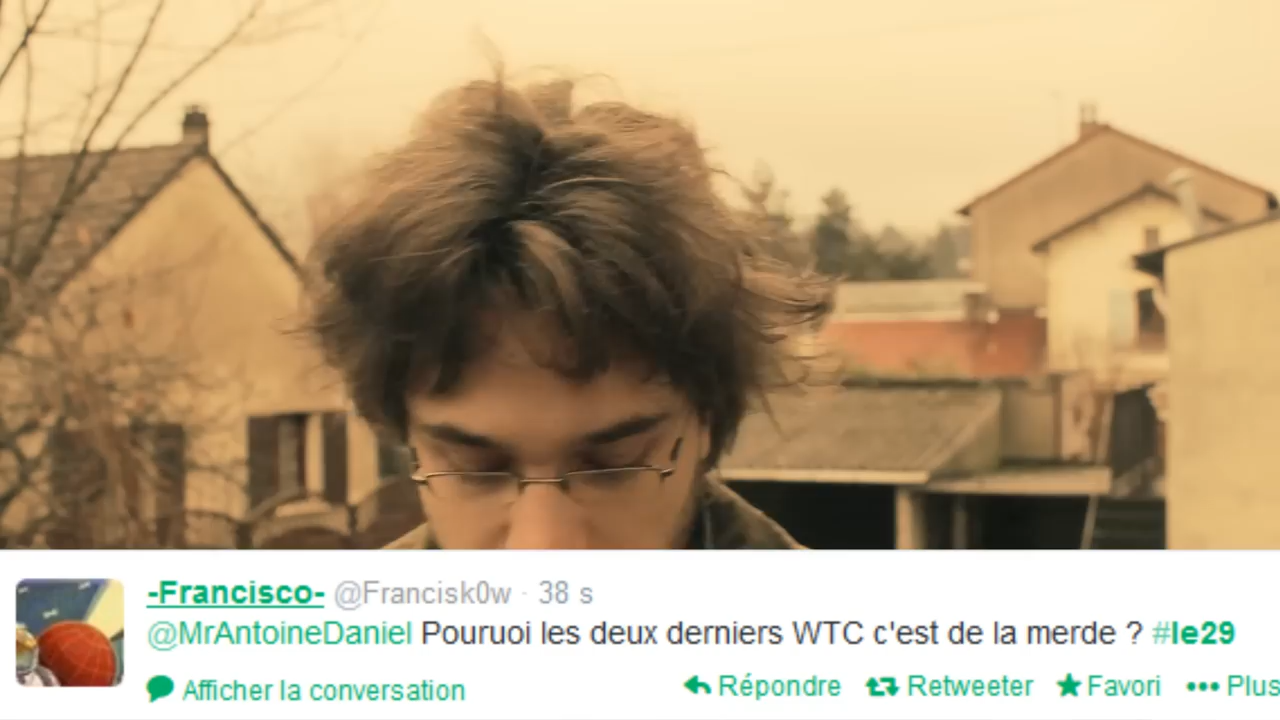 -Francisco- @Francisk0w · 38 s
@MrAntoineDaniel Pouruoi les deux derniers WTC c'est de la merde ? #le29
Afficher la conversation Répondre Retweeter Favori Plus